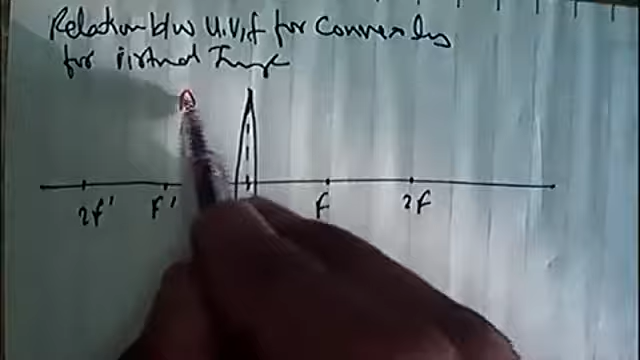 Relation b/w U,V,f for Convex lens
for Virtual Image
2f' F' F 2F